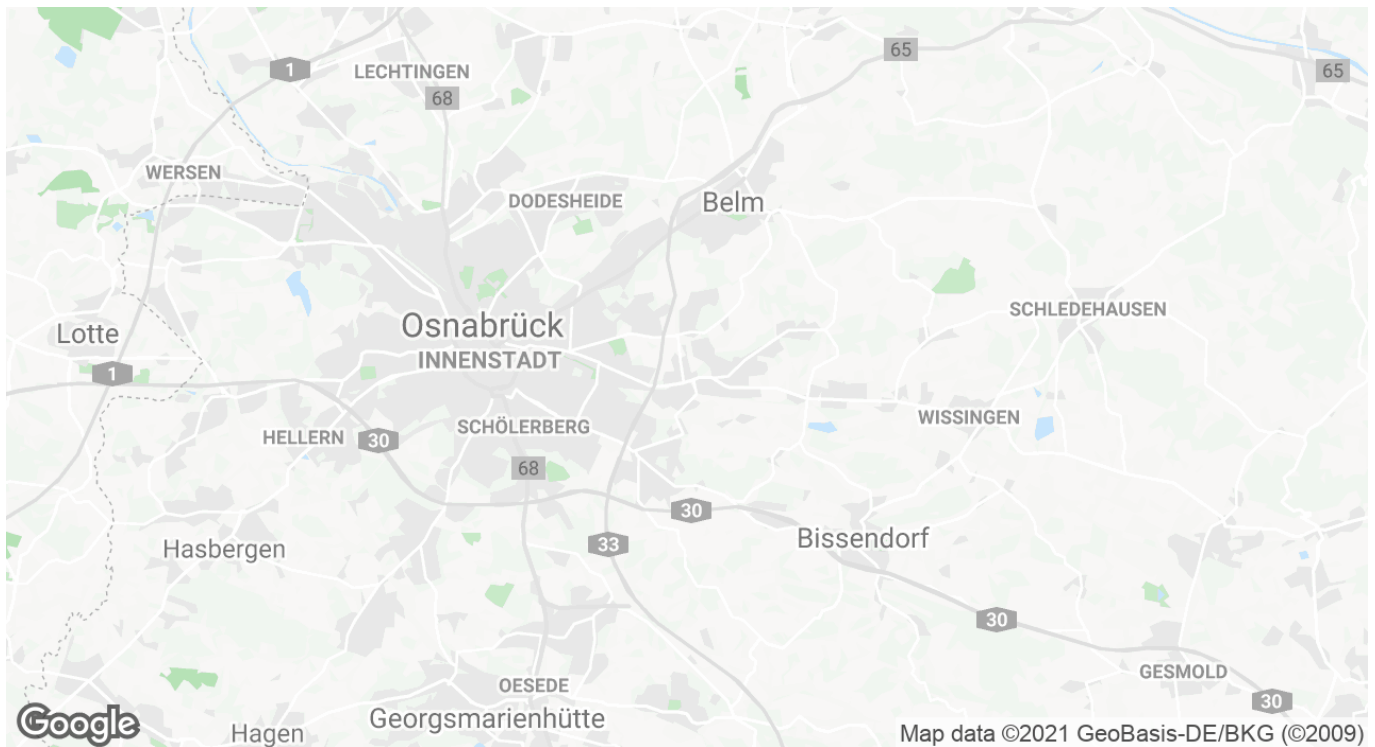 65
1
LECHTINGEN
65
68
WERSEN
DODESHEIDE
Belm
SCHLEDEHAUSEN
Osnabrück
Lotte
INNENSTADT
1
WISSINGEN
SCHÖLERBERG
HELLERN
30
68
30
Bissendorf
33
Hasbergen
30
GESMOLD
OESEDE
30
Georgsmarienhütte
Google
Hagen
Map data ©2021 GeoBasis-DE/BKG (©2009)